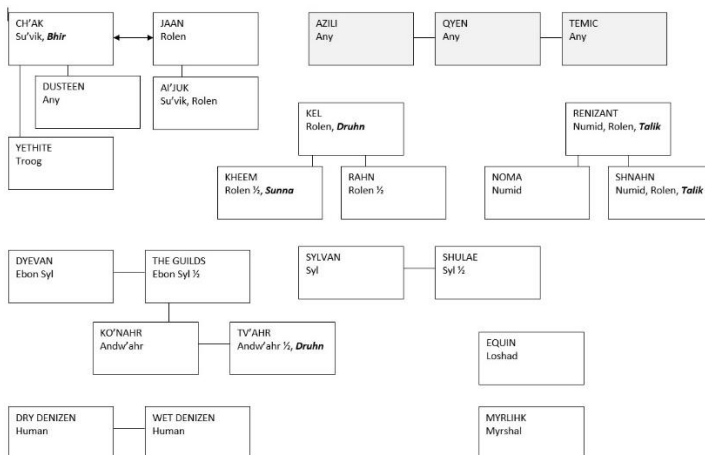 CH'AK
Su'vik, Bhir
JAAN
Rolen
AZILI
Any
QYEN
Any
TEMIC
Any
DUSTEEN
Any
AI'JUK
Su'vik, Rolen
YETHITE
Troog
KEL
Rolen, Druhn
RENIZANT
Numid, Rolen, Talik
KHEEM
Rolen ½, Sunna
RAHN
Rolen ½
NOMA
Numid
SHNAHN
Numid, Rolen, Talik
DYEVAN
Ebon Syl
THE GUILDS
Ebon Syl ½
SYLVAN
Syl
SHULAE
Syl ½
KO'NAHR
Andw'ahr
TV'AHR
Andw'ahr ½, Druhn
EQUIN
Loshad
DRY DENIZEN
Human
WET DENIZEN
Human
MYRLIHK
Myrshal